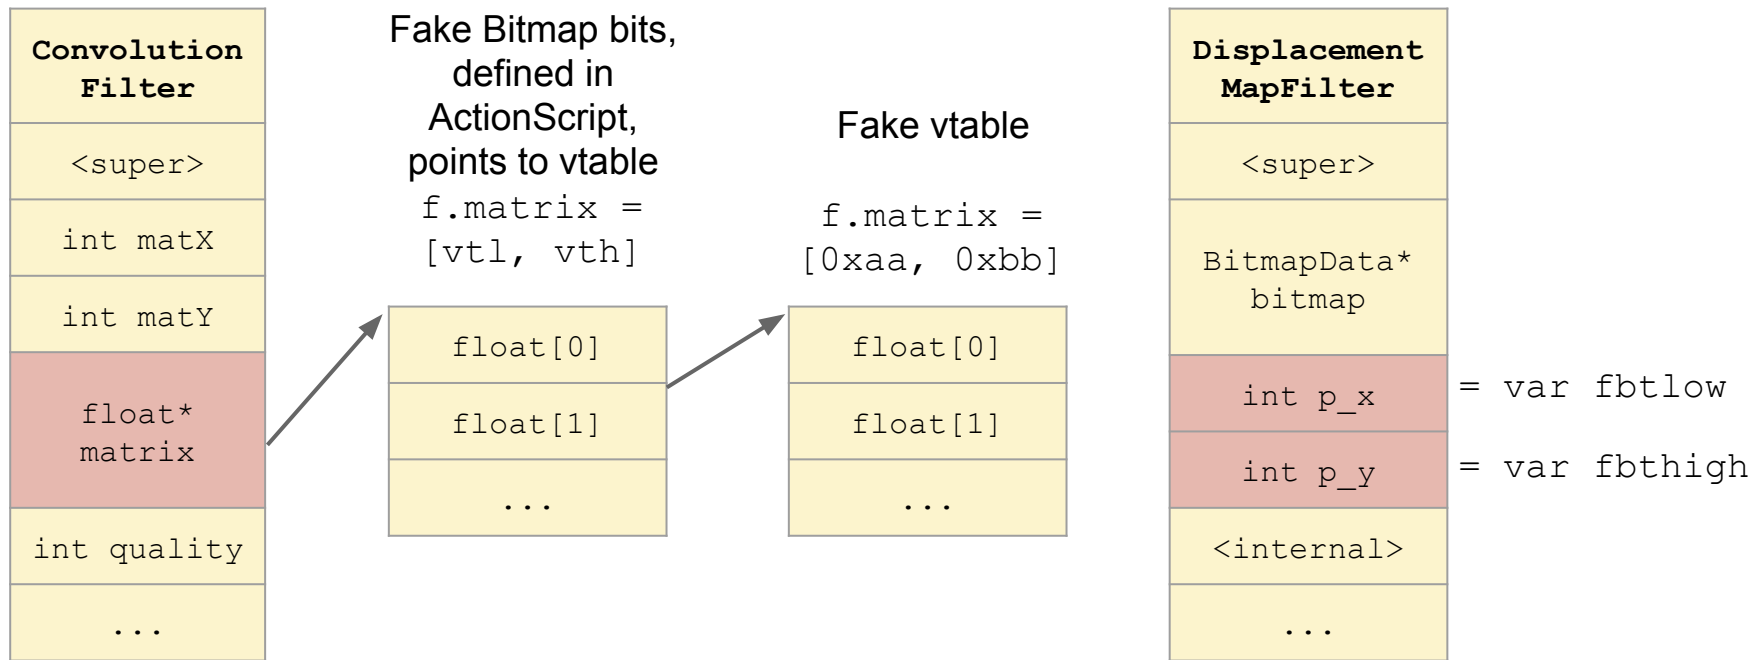 Convolution
Filter
<super>
int matX
int matY
float*
matrix
int quality
...
Fake Bitmap bits,
defined in
ActionScript,
points to vtable
f.matrix =
[vtl, vth]
float[0]
float[1]
...
Fake vtable
f.matrix =
[0xaa, 0xbb]
float[0]
float[1]
...
Displacement
MapFilter
<super>
BitmapData*
bitmap
int p_x
= var fbtlow
int p_y
= var fbthigh
<internal>
...